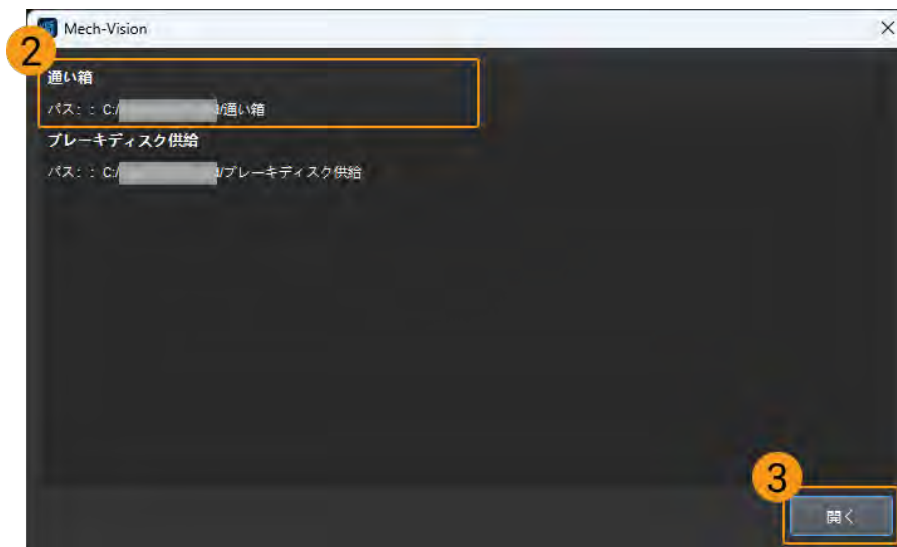 Mech-Vision
2
通い箱
パス：: C:/ /通い箱
ブレーキディスク供給
パス：: C:/ /ブレーキディスク供給
3
開く